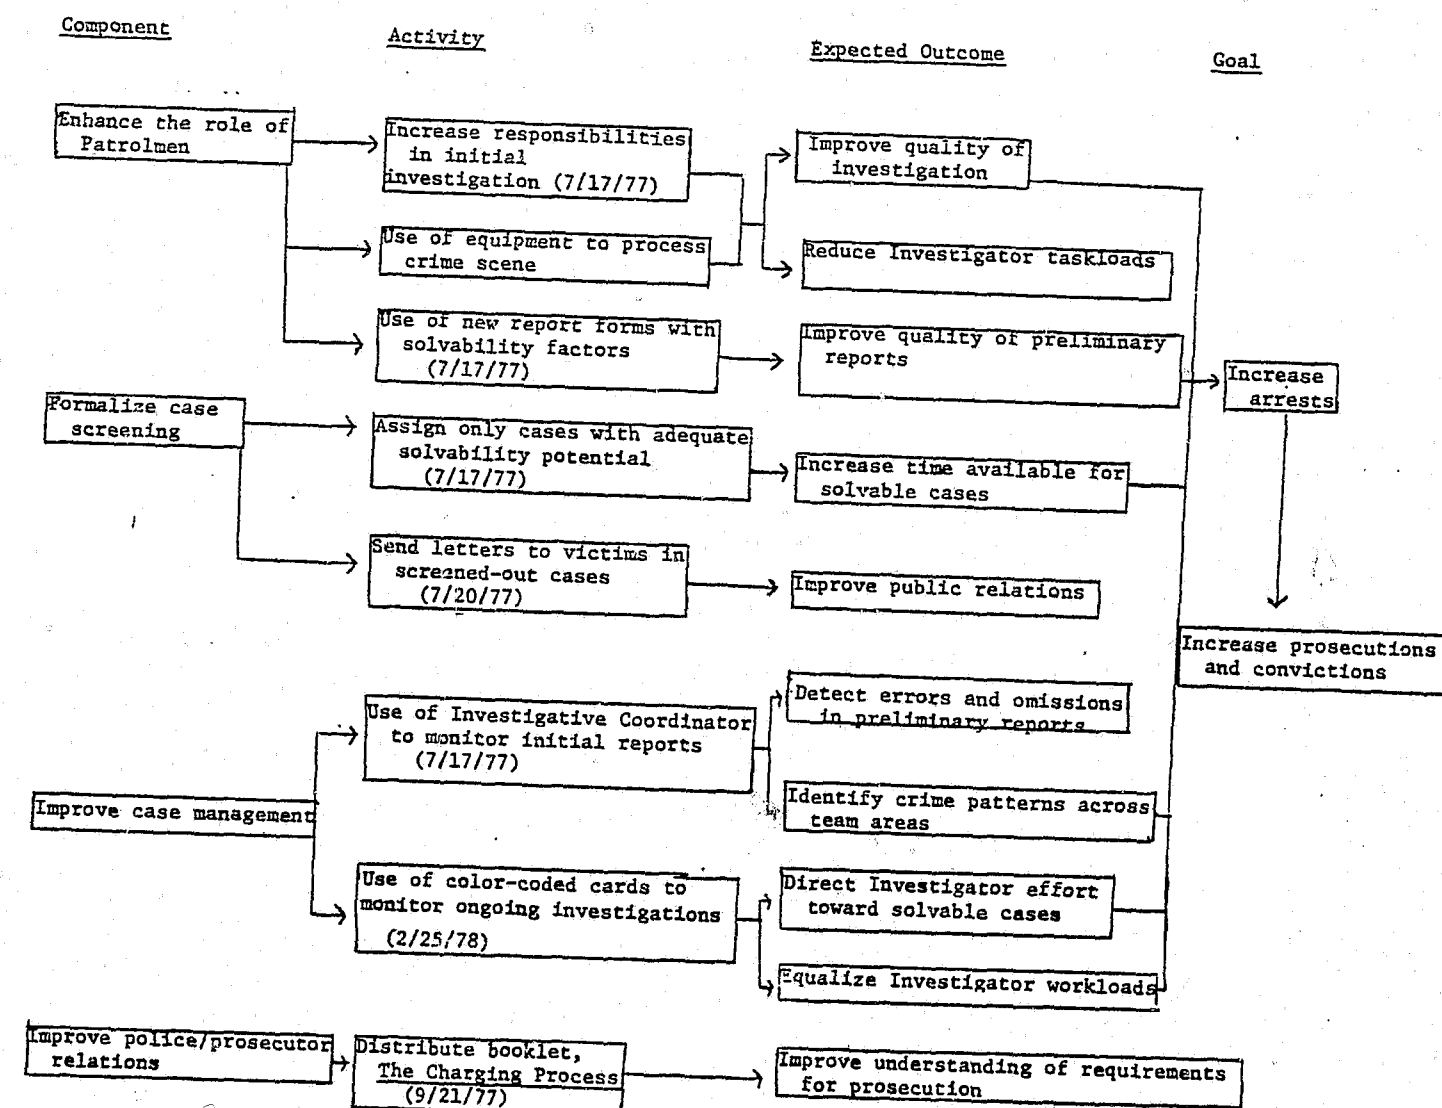 Component
Activity
Expected Outcome
Goal
Enhance the role of
Patrolmen
Increase responsibilities
in initial
investigation (7/17/77)
Improve quality of
investigation
Use of equipment to process
crime scene
Reduce Investigator taskloads
Use of new report forms with
solvability factors
(7/17/77)
Improve quality of preliminary
reports
Increase
arrests
Formalize case
screening
Assign only cases with adequate
solvability potential
(7/17/77)
Increase time available for
solvable cases
Send letters to victims in
screened-out cases
(7/20/77)
Improve public relations
Increase prosecutions
and convictions
Improve case management
Use of Investigative Coordinator
to monitor initial reports
(7/17/77)
Detect errors and omissions
in preliminary reports
Identify crime patterns across
team areas
Use of color-coded cards to
monitor ongoing investigations
(2/25/78)
Direct Investigator effort
toward solvable cases
Equalize Investigator workloads
Improve police/prosecutor
relations
Distribute booklet,
The Charging Process
(9/21/77)
Improve understanding of requirements
for prosecution